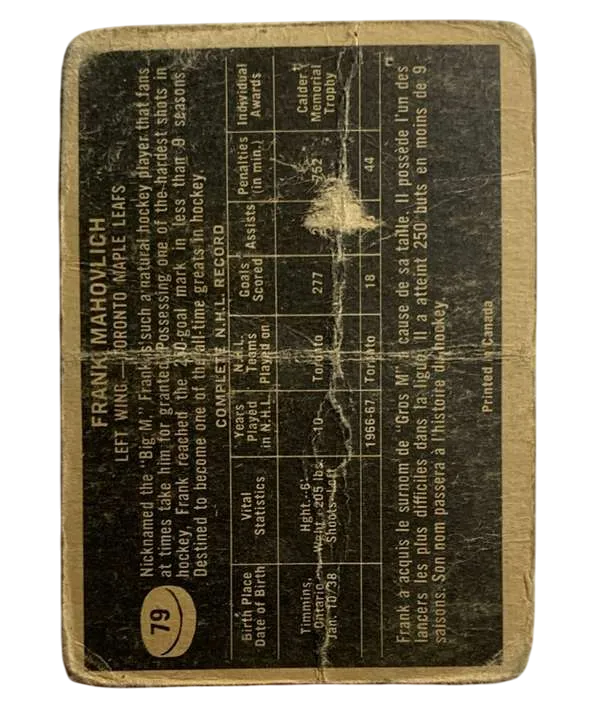 79
FRANK MAHOVLICH
LEFT WING — TORONTO MAPLE LEAFS
Nicknamed the "Big M," Frank is such a natural hockey player that fans
at times take him for granted. Possessing one of the hardest shots in
hockey, Frank reached the 250 goal mark in less than 9 seasons.
Destined to become one of the all-time greats in hockey.
COMPLETE N.H.L. RECORD
Birth Place
Date of Birth
Vital
Statistics
Years
Played
in N.H.L.
N.H.L.
Teams
Played on
Goals
Scored
Assists
Penalties
(in min.)
Individual
Awards
Timmins,
Ontario
Jan. 10/38
Hght.-6'
Wght.-205 lbs.
Shoots-Left
10
Toronto
277
Calder
Memorial
Trophy
1966-67
Toronto
18
44
Frank a acquis le surnom de "Gros M" à cause de sa taille. Il possède l'un des
lancers les plus difficiles dans la ligue. Il a atteint 250 buts en moins de 9
saisons. Son nom passera à l'histoire du hockey.
Printed in Canada